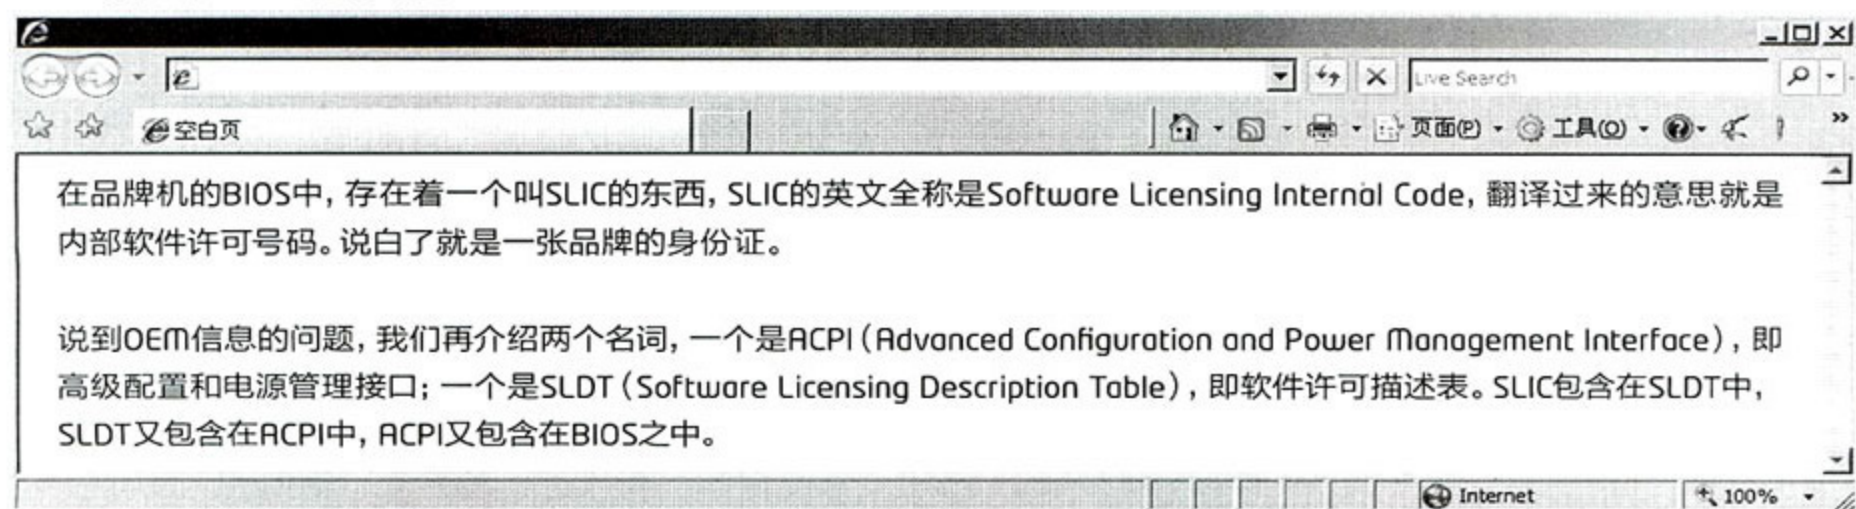 Live Search
空白页
页面(P)
工具(O)
在品牌机的BIOS中，存在着一个叫SLIC的东西，SLIC的英文全称是Software Licensing Internal Code，翻译过来的意思就是
内部软件许可号码。说白了就是一张品牌的身份证。
说到OEM信息的问题，我们再介绍两个名词，一个是ACPI（Advanced Configuration and Power Management Interface），即
高级配置和电源管理接口；一个是SLDT（Software Licensing Description Table），即软件许可描述表。SLIC包含在SLDT中，
SLDT又包含在ACPI中，ACPI又包含在BIOS之中。
Internet
100%